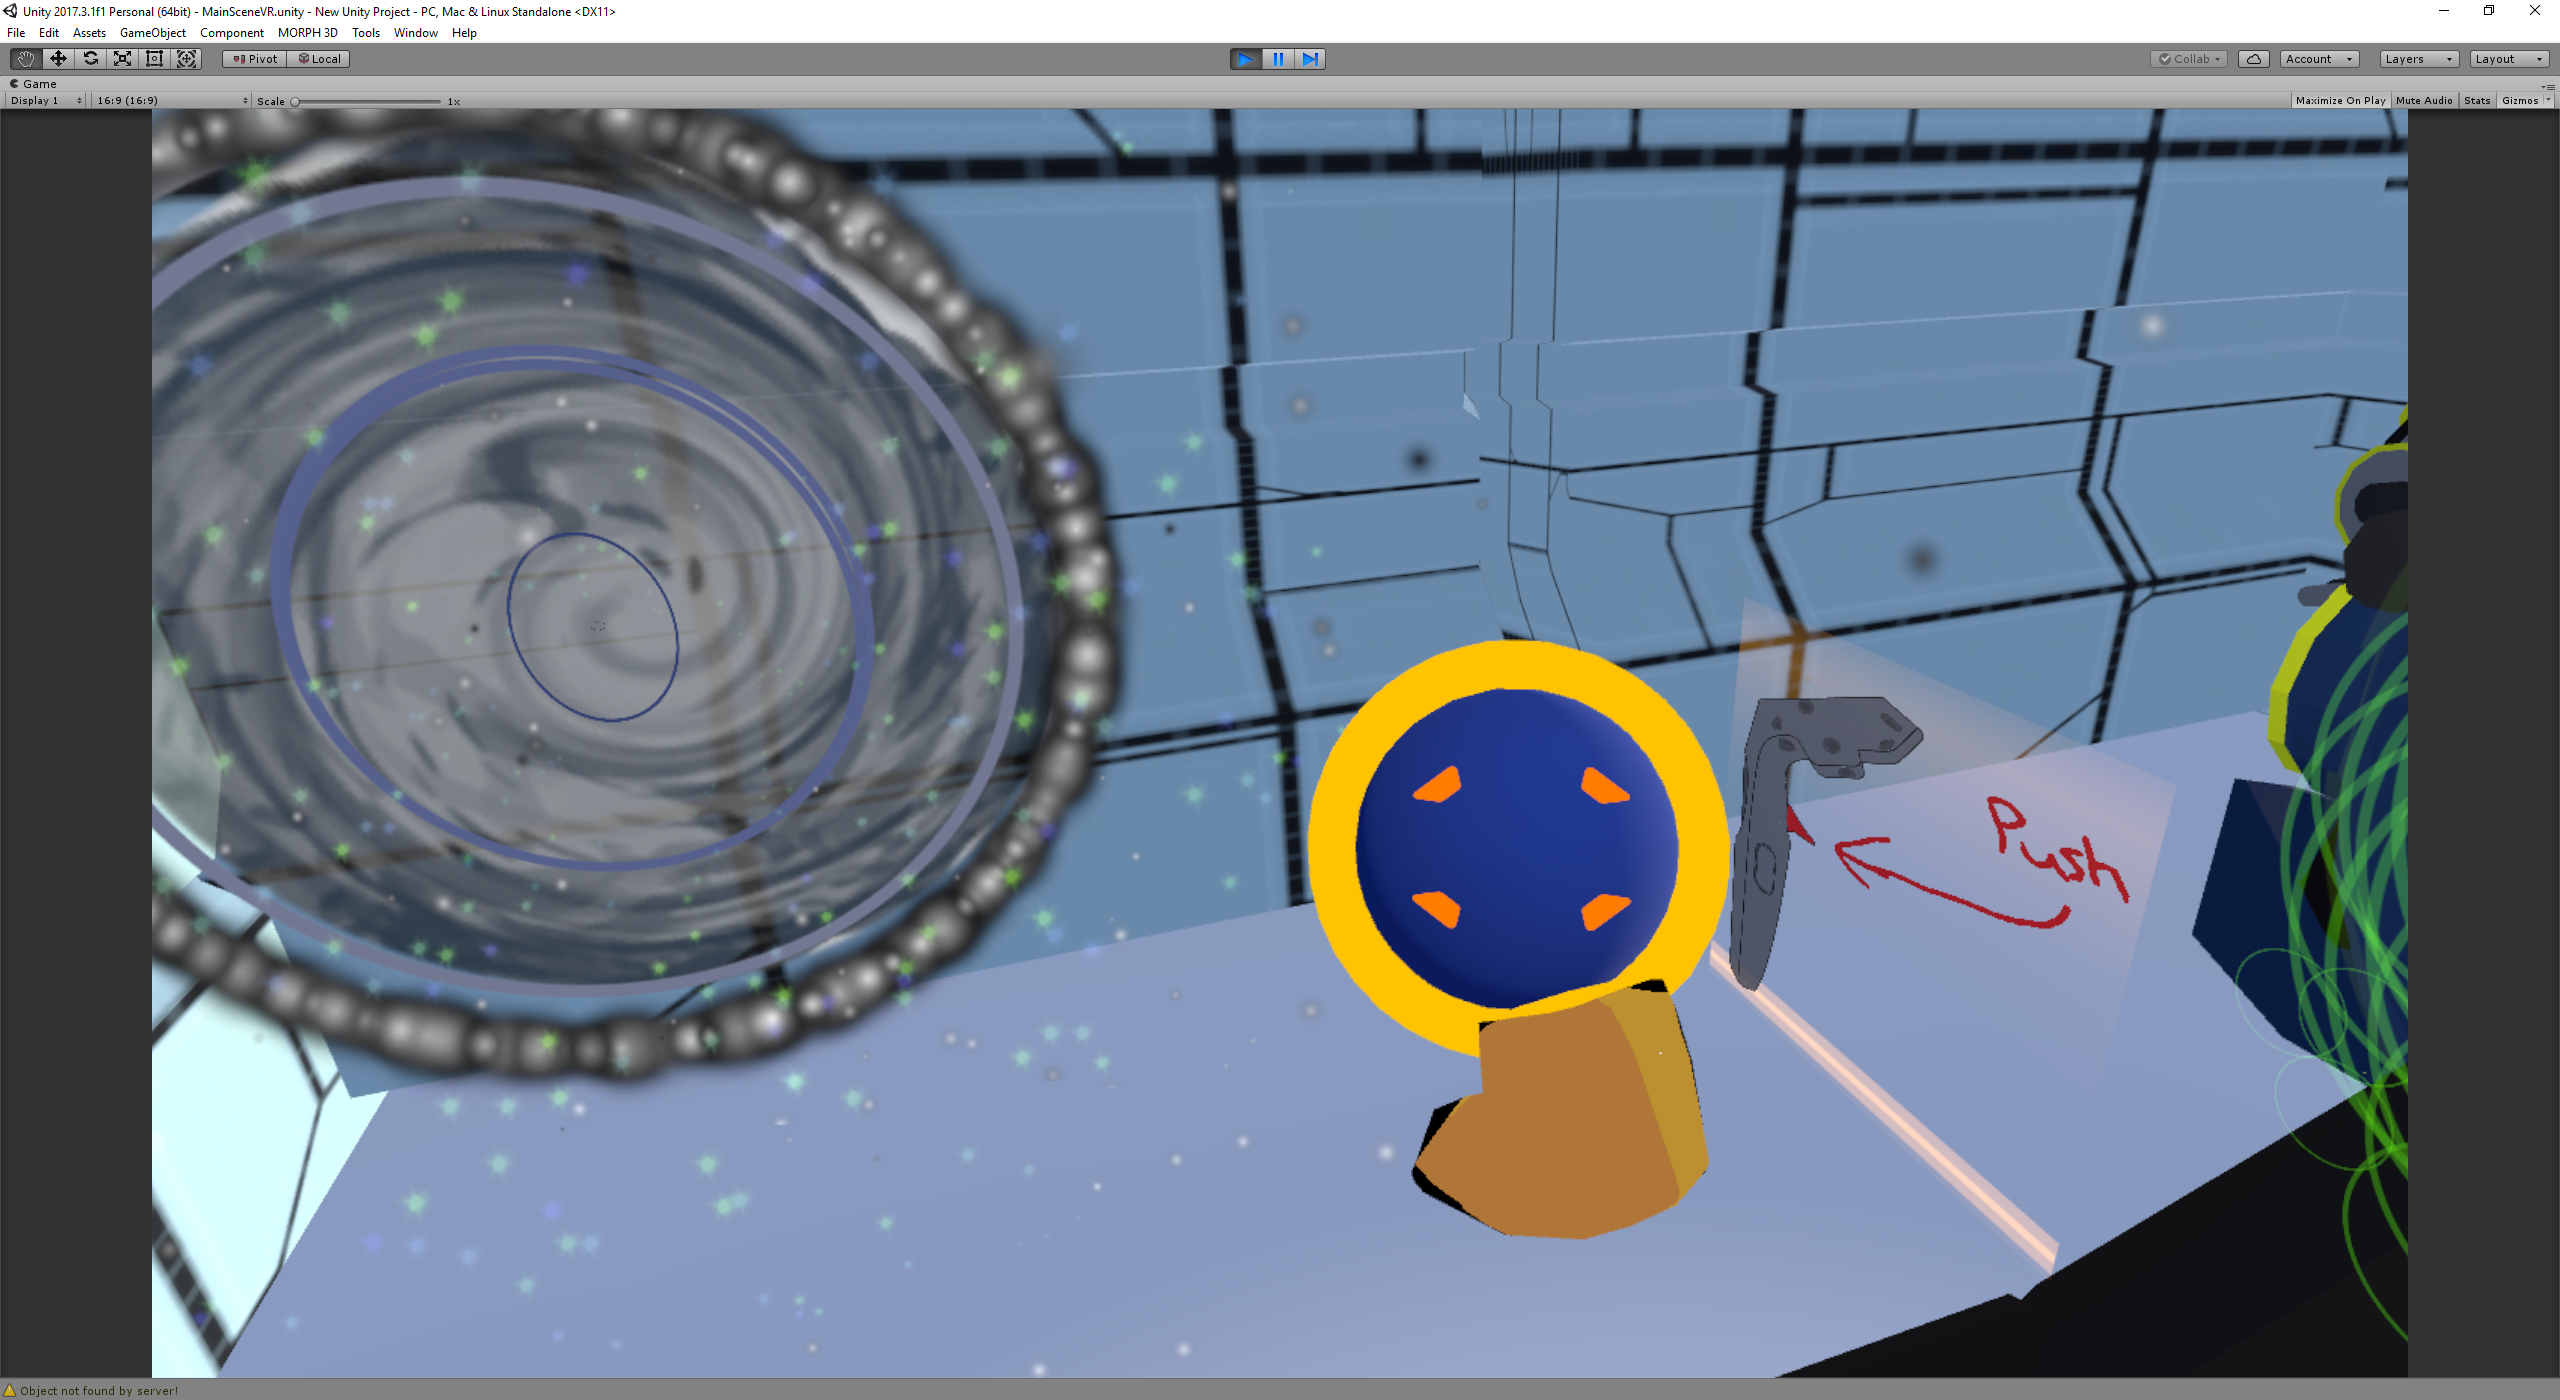 Unity 2017.3.1f1 Personal (64bit) - MainSceneVR.unity - New Unity Project - PC, Mac & Linux Standalone <DX11>
File Edit Assets GameObject Component MORPH 3D Tools Window Help
Pivot Local Collab Account Layers Layout
Game
Display 1 16:9 (16:9) Scale 1x Maximize On Play Mute Audio Stats Gizmos
Push
Object not found by server!